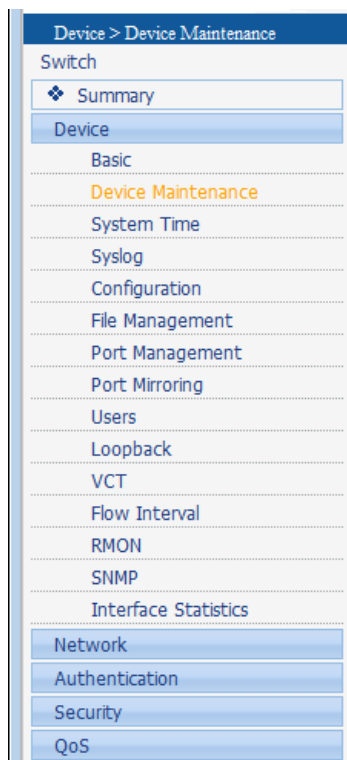 Device > Device Maintenance
Switch
Summary
Device
Basic
Device Maintenance
System Time
Syslog
Configuration
File Management
Port Management
Port Mirroring
Users
Loopback
VCT
Flow Interval
RMON
SNMP
Interface Statistics
Network
Authentication
Security
QoS